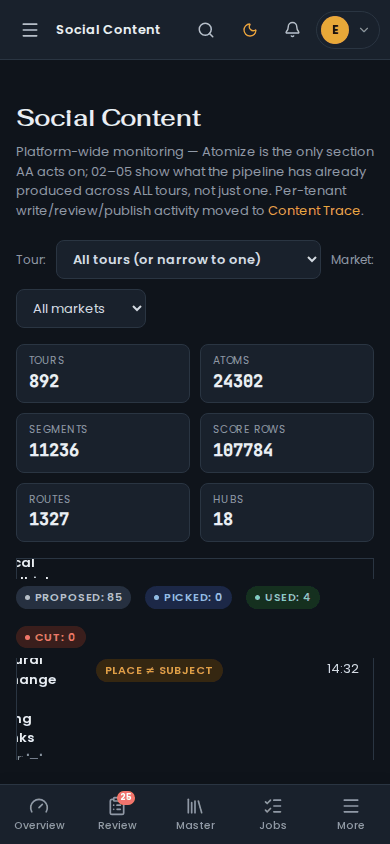 Social Content
E
Social Content
Platform-wide monitoring — Atomize is the only section
AA acts on; 02–05 show what the pipeline has already
produced across ALL tours, not just one. Per-tenant
write/review/publish activity moved to Content Trace.
Tour: All tours (or narrow to one) Market:
All markets
TOURS ATOMS
892 24302
SEGMENTS SCORE ROWS
11236 107784
ROUTES HUBS
1327 18
PROPOSED: 85 PICKED: 0 USED: 4
CUT: 0
PLACE ≠ SUBJECT 14:32
ange
ng
ks
26
Overview Review Master Jobs More